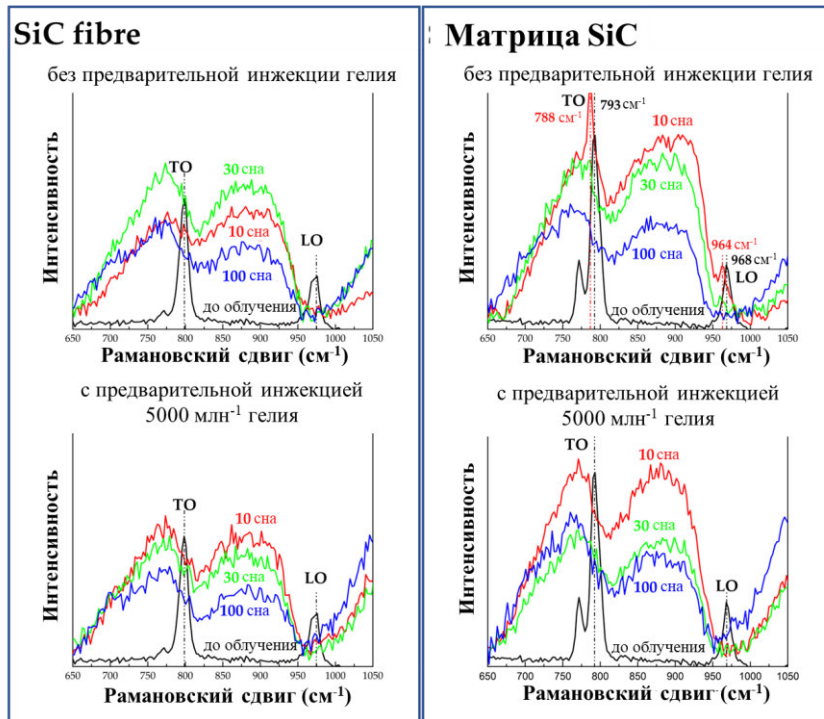 SiC fibre
без предварительной инжекции гелия
Интенсивность
TO
30 сна
10 сна
100 сна
LO
до облучения
650 700 750 800 850 900 950 1000 1050
Рамановский сдвиг (см⁻¹)
с предварительной инжекцией
5000 млн⁻¹ гелия
Интенсивность
TO
10 сна
30 сна
100 сна
LO
до облучения
650 700 750 800 850 900 950 1000 1050
Рамановский сдвиг (см⁻¹)
Матрица SiC
без предварительной инжекции гелия
Интенсивность
TO
788 см⁻¹
793 см⁻¹
10 сна
30 сна
100 сна
964 см⁻¹
968 см⁻¹
LO
до облучения
650 700 750 800 850 900 950 1000 1050
Рамановский сдвиг (см⁻¹)
с предварительной инжекцией
5000 млн⁻¹ гелия
Интенсивность
TO
10 сна
30 сна
100 сна
LO
до облучения
650 700 750 800 850 900 950 1000 1050
Рамановский сдвиг (см⁻¹)